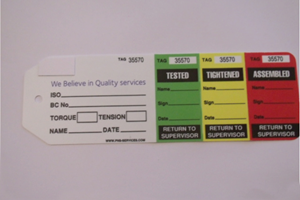 TAG 35570
We Believe in Quality services
ISO
BC No.
TORQUE TENSION
NAME DATE
TAG 35570
TESTED
Name
Sign
Date
RETURN TO
SUPERVISOR
TAG 35570
TIGHTENED
Name
Sign
Date
RETURN TO
SUPERVISOR
TAG 35570
ASSEMBLED
Name
Sign
Date
RETURN TO
SUPERVISOR